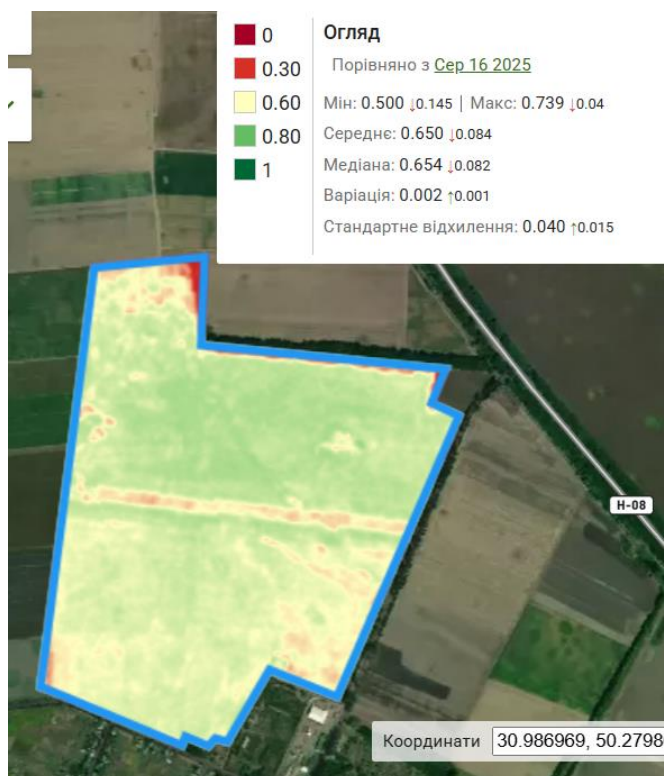 0
0.30
0.60
0.80
1
Огляд
Порівняно з Сер 16 2025
Мін: 0.500 ↓0.145 | Макс: 0.739 ↓0.04
Середнє: 0.650 ↓0.084
Медіана: 0.654 ↓0.082
Варіація: 0.002 ↑0.001
Стандартне відхилення: 0.040 ↑0.015
H-08
Координати 30.986969, 50.2798